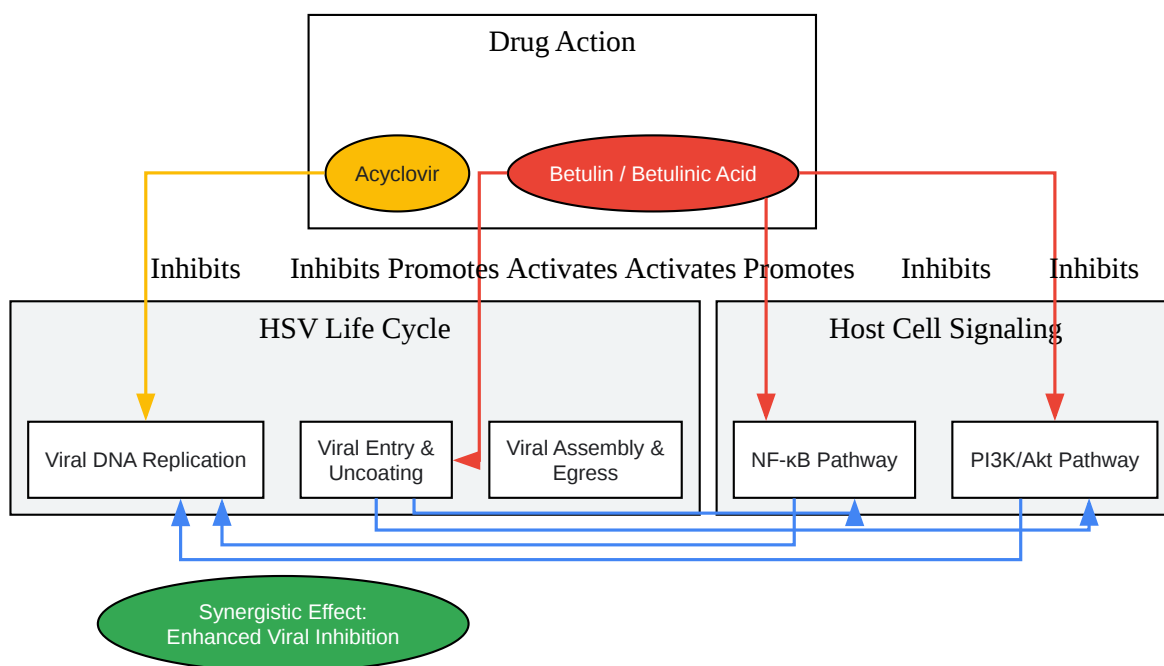 Drug Action
Acyclovir
Betulin / Betulinic Acid
Inhibits
Inhibits
Promotes
Activates
Activates
Promotes
Inhibits
Inhibits
HSV Life Cycle
Host Cell Signaling
Viral DNA Replication
Viral Entry &
Uncoating
Viral Assembly &
Egress
NF-κB Pathway
PI3K/Akt Pathway
Synergistic Effect:
Enhanced Viral Inhibition